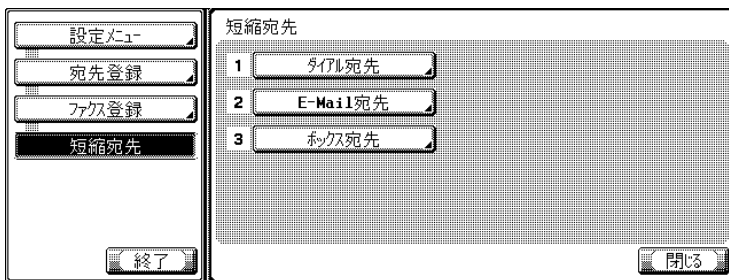 設定ﾒﾆｭｰ
宛先登録
ﾌｧｸｽ登録
短縮宛先
終了
短縮宛先
1 ﾀﾞｲｱﾙ宛先
2 E-Mail宛先
3 ﾎﾞｯｸｽ宛先
閉じる